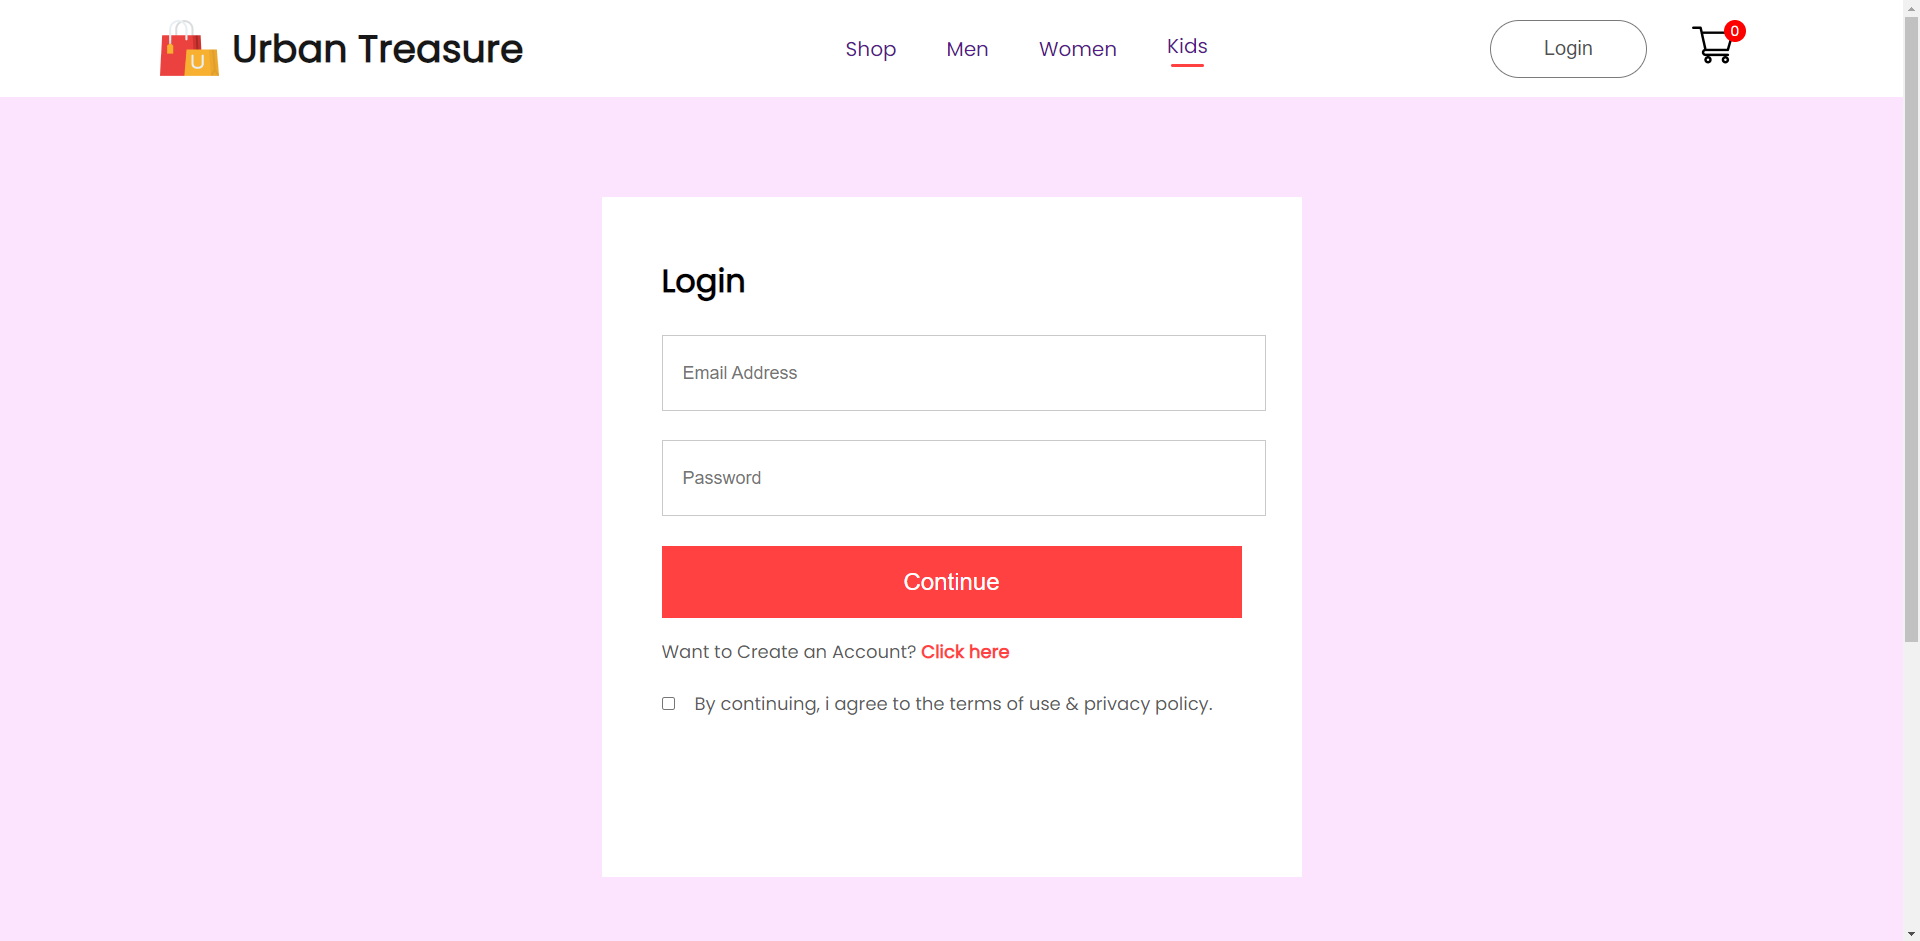 U
Urban Treasure
Shop
Men
Women
Kids
Login
0
Login
Email Address
Password
Continue
Want to Create an Account? Click here
By continuing, i agree to the terms of use & privacy policy.